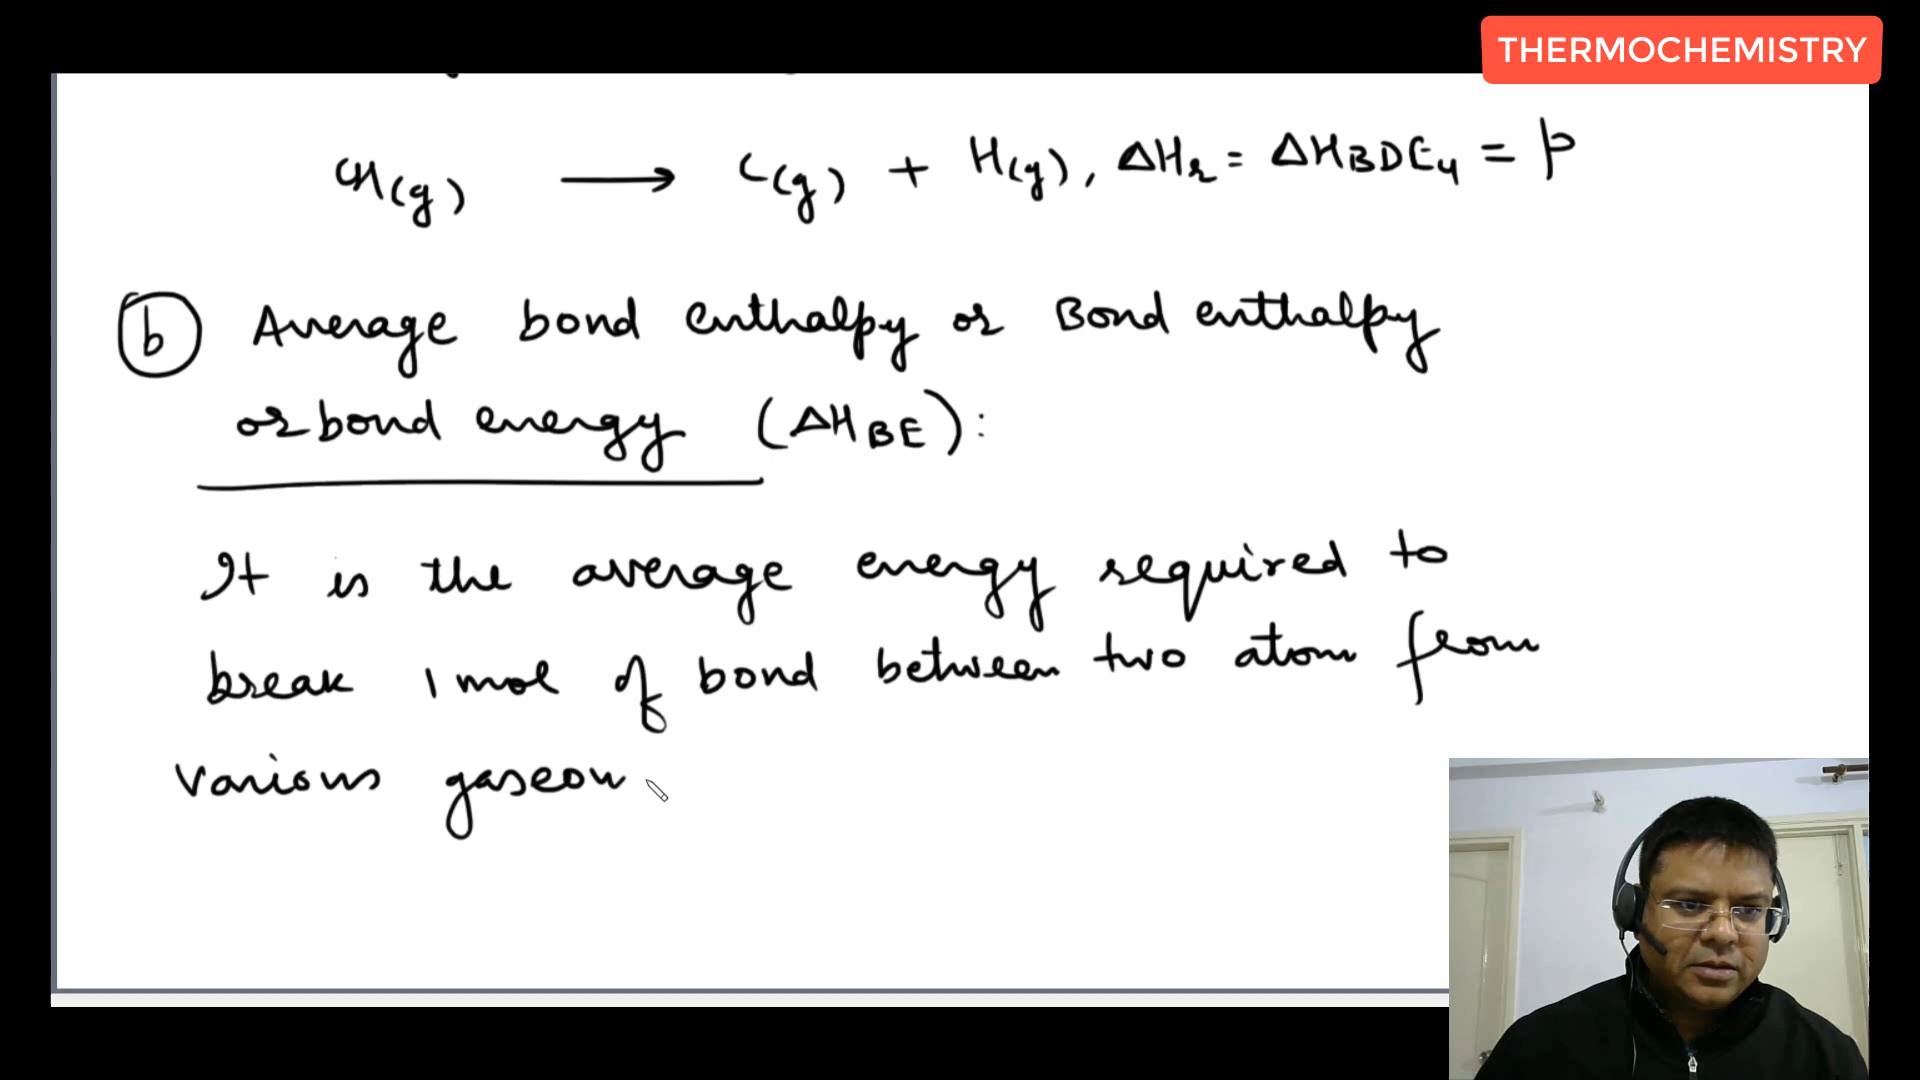 THERMOCHEMISTRY
CH(g) ⟶ C(g) + H(g), ΔHr = ΔHBDE4 = p
b Average bond enthalpy or Bond enthalpy
or bond energy (ΔHBE):
It is the average energy required to
break 1 mol of bond between two atom from
various gaseou